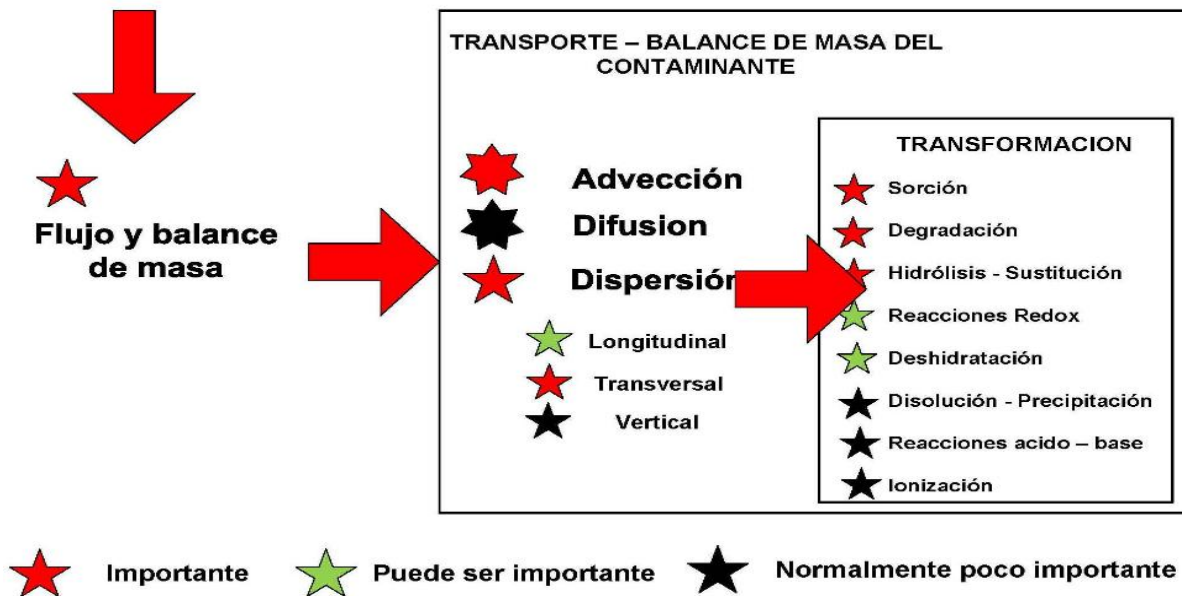 TRANSPORTE – BALANCE DE MASA DEL
CONTAMINANTE
Flujo y balance
de masa
Advección
Difusion
Dispersión
Longitudinal
Transversal
Vertical
TRANSFORMACION
Sorción
Degradación
Hidrólisis - Sustitución
Reacciones Redox
Deshidratación
Disolución - Precipitación
Reacciones acido – base
Ionización
Importante
Puede ser importante
Normalmente poco importante